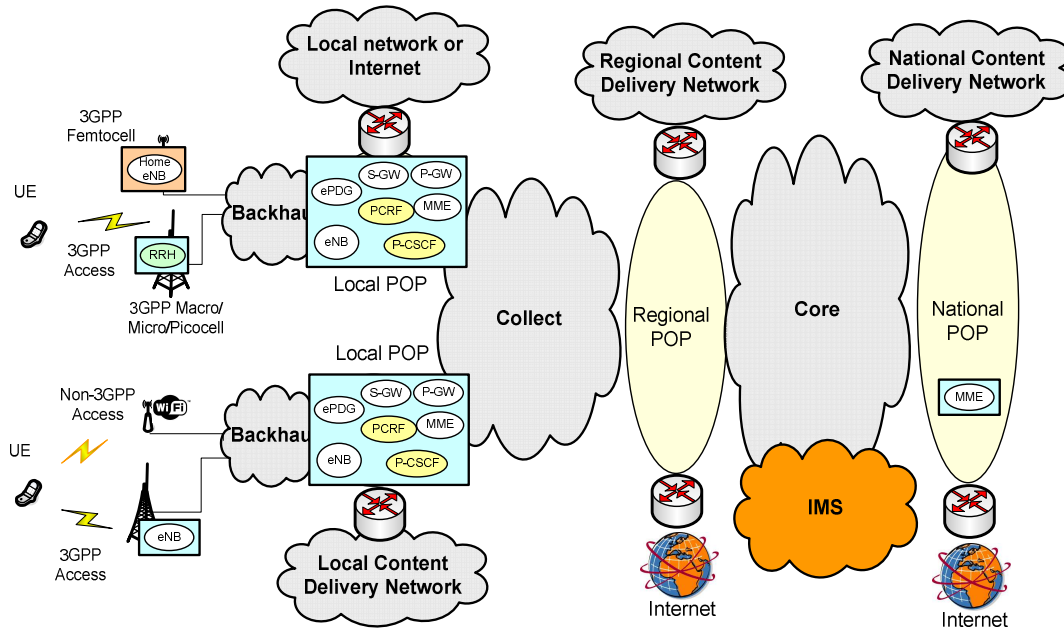 Local network or
Internet
Regional Content
Delivery Network
National Content
Delivery Network
3GPP
Femtocell
Home
eNB
UE
3GPP
Access
RRH
3GPP Macro/
Micro/Picocell
Backhau
S-GW
P-GW
ePDG
PCRF
MME
eNB
P-CSCF
Local POP
Collect
Regional
POP
Core
National
POP
MME
IMS
Local POP
Non-3GPP
Access
WiFi
UE
3GPP
Access
eNB
Backhau
S-GW
P-GW
ePDG
PCRF
MME
eNB
P-CSCF
Local Content
Delivery Network
Internet
Internet